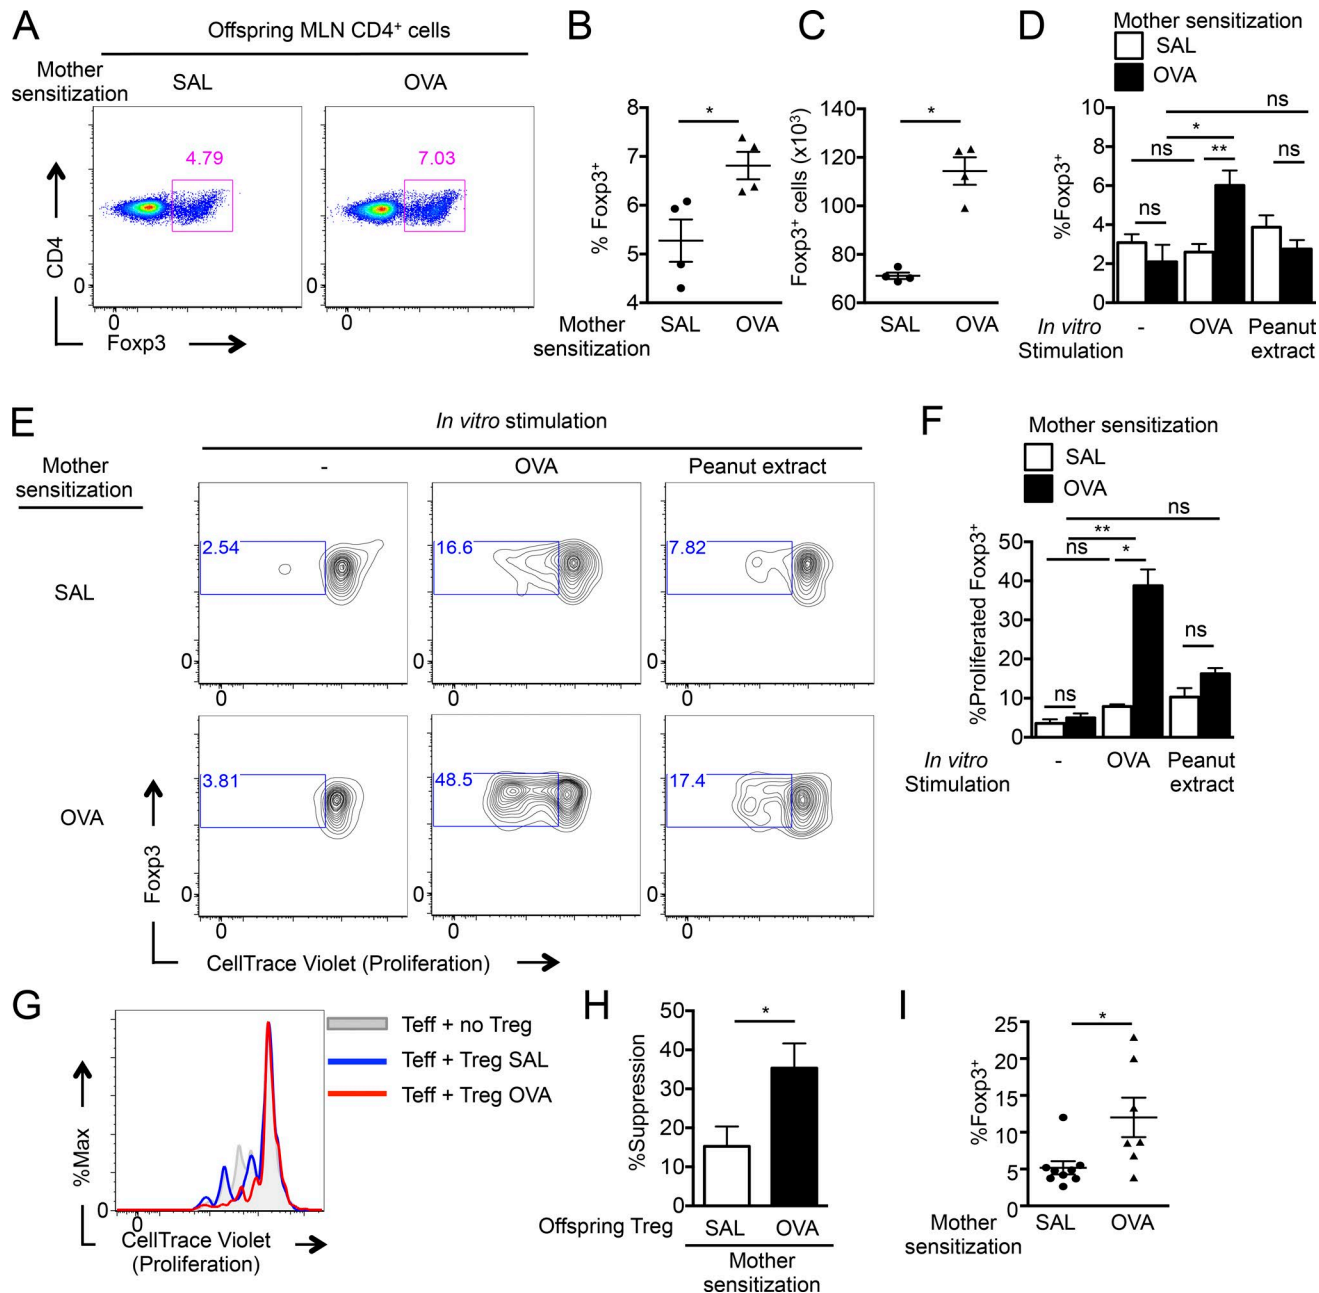 A
Offspring MLN CD4⁺ cells
Mother
sensitization
SAL
OVA
4.79
7.03
CD4
0
0
0
0
Foxp3
B
% Foxp3⁺
8
7
6
5
4
*
SAL
OVA
Mother
sensitization
C
Foxp3⁺ cells (x10³)
140
120
100
80
60
*
SAL
OVA
D
Mother sensitization
SAL
OVA
%Foxp3⁺
10
8
6
4
2
0
ns
*
ns
**
ns
ns
In vitro
Stimulation
-
OVA
Peanut
extract
E
In vitro stimulation
Mother
sensitization
-
OVA
Peanut extract
SAL
2.54
16.6
7.82
0
0
0
0
0
0
OVA
3.81
48.5
17.4
0
0
0
0
0
0
Foxp3
CellTrace Violet (Proliferation)
F
Mother sensitization
SAL
OVA
%Proliferated Foxp3⁺
50
40
30
20
10
0
ns
**
ns
*
ns
ns
In vitro
Stimulation
-
OVA
Peanut
extract
G
%Max
0
0
CellTrace Violet
(Proliferation)
Teff + no Treg
Teff + Treg SAL
Teff + Treg OVA
H
%Suppression
50
40
30
20
10
0
*
Offspring Treg
SAL
OVA
Mother
sensitization
I
%Foxp3⁺
25
20
15
10
5
0
*
Mother
sensitization
SAL
OVA